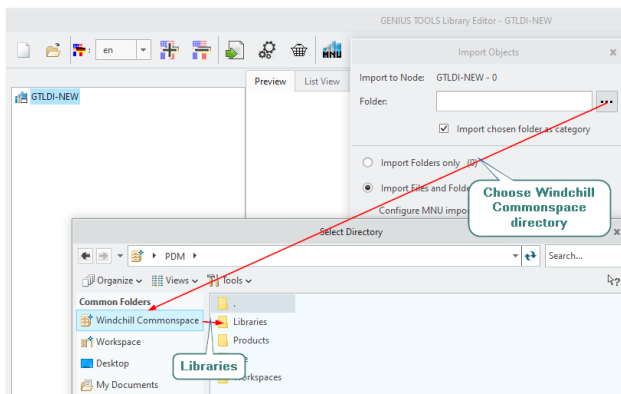 GENIUS TOOLS Library Editor - GTLDI-NEW
: en
MNU
Import Objects
Preview List View
Import to Node: GTLDI-NEW - 0
GTLDI-NEW
Folder: ...
Import chosen folder as category
Import Folders only (0)
Import Files and
Configure MNU
Choose Windchill
Commonspace
directory
Select Directory
PDM
Search...
Organize Views Tools
Common Folders
.
Windchill Commonspace
Libraries
Workspace
Products
Desktop
Libraries
My Documents